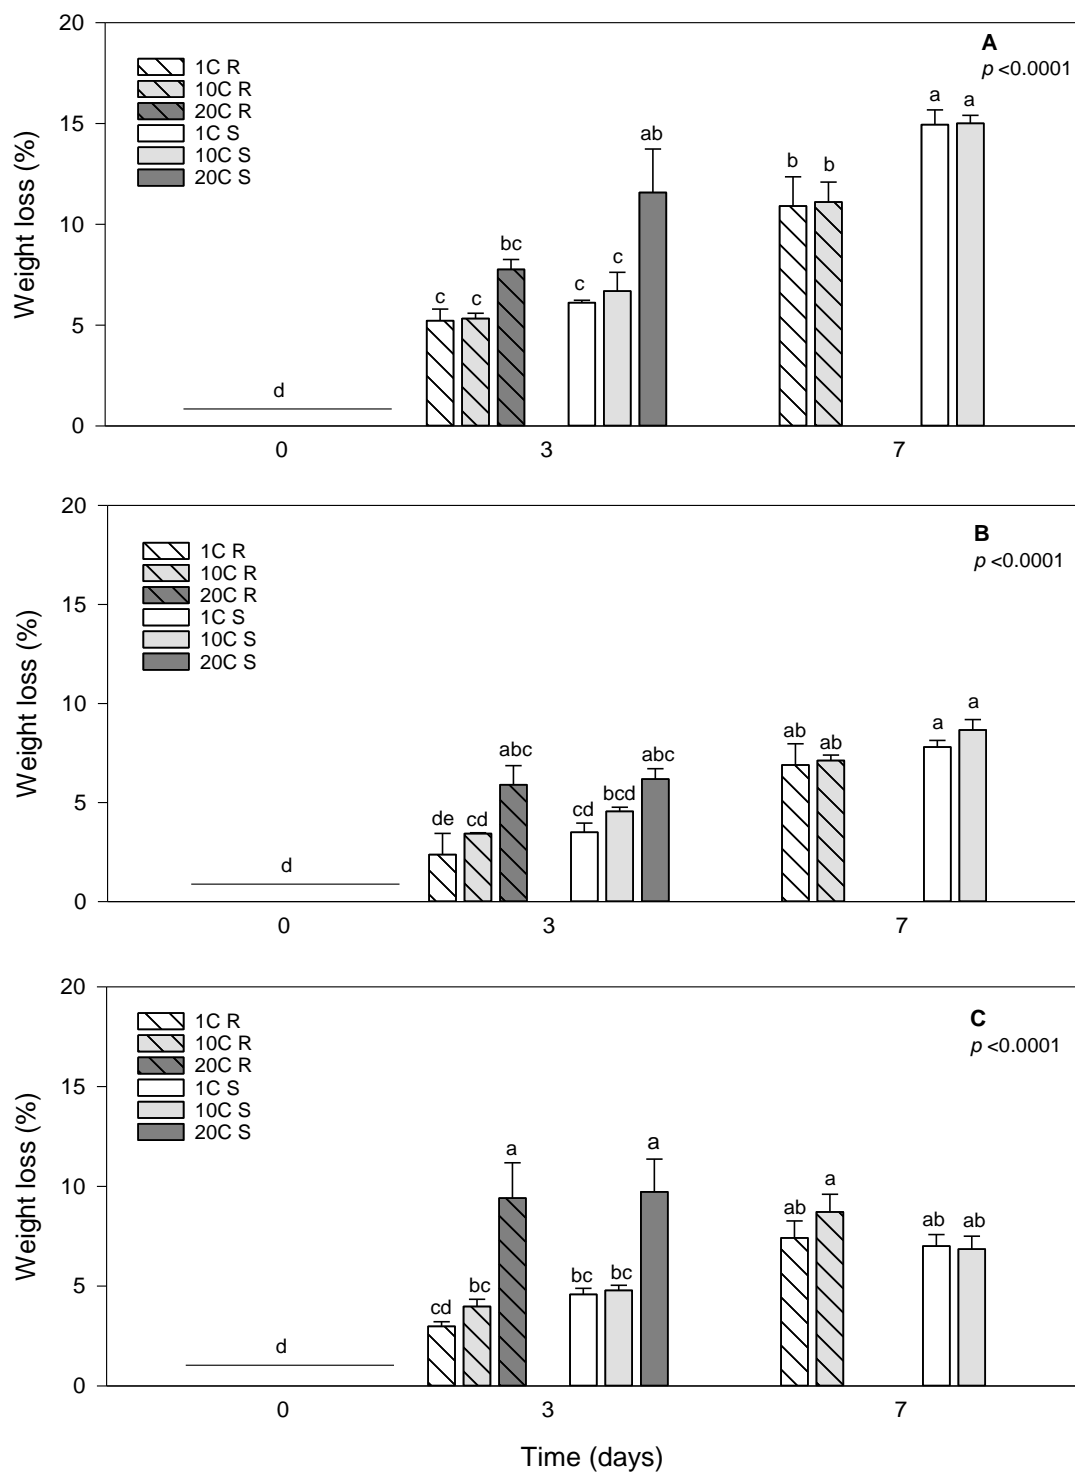 20
A
p <0.0001
1C R
10C R
20C R
1C S
10C S
20C S
15
10
5
0
Weight loss (%)
d
c
c
bc
c
c
ab
b
b
a
a
0
3
7
20
B
p <0.0001
1C R
10C R
20C R
1C S
10C S
20C S
15
10
5
0
Weight loss (%)
d
de
cd
abc
cd
bcd
abc
ab
ab
a
a
0
3
7
20
C
p <0.0001
1C R
10C R
20C R
1C S
10C S
20C S
15
10
5
0
Weight loss (%)
d
cd
bc
a
bc
bc
a
ab
a
ab
ab
0
3
7
Time (days)